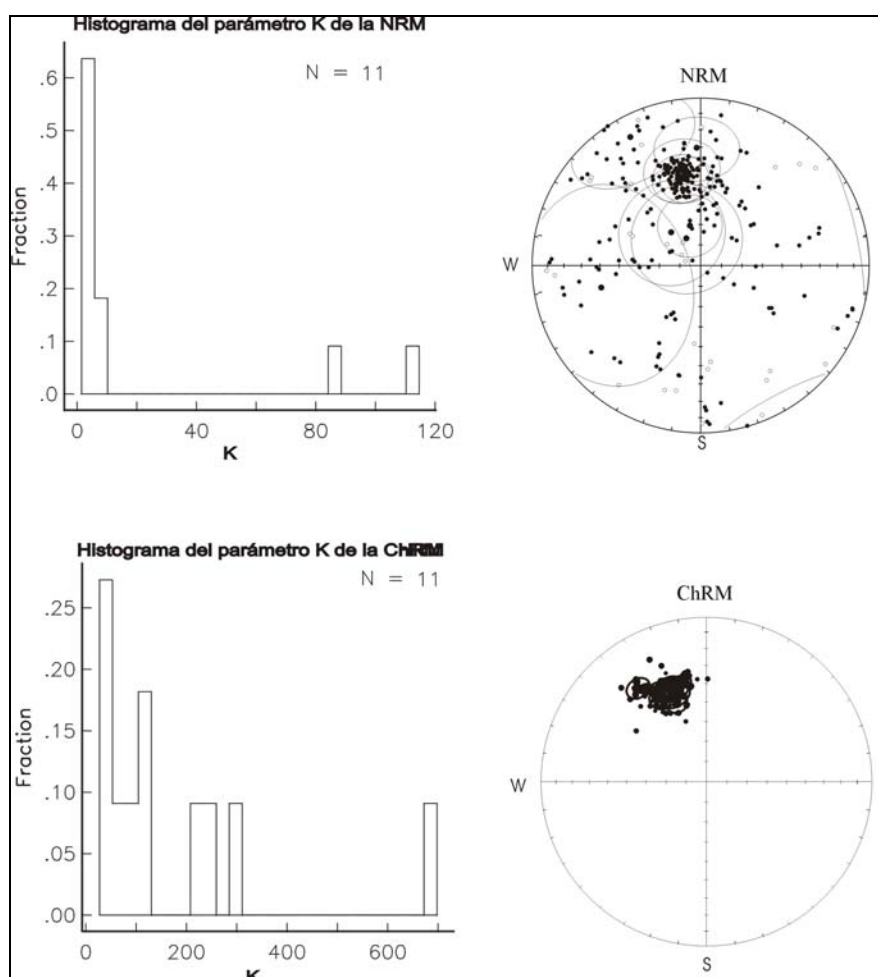 Histograma del parámetro K de la NRM
N = 11
.6
.5
.4
.3
.2
.1
.0
Fraction
0 40 80 120
K
NRM
W
S
Histograma del parámetro K de la ChRM
N = 11
.25
.20
.15
.10
.05
.00
Fraction
0 200 400 600
K
ChRM
W
S